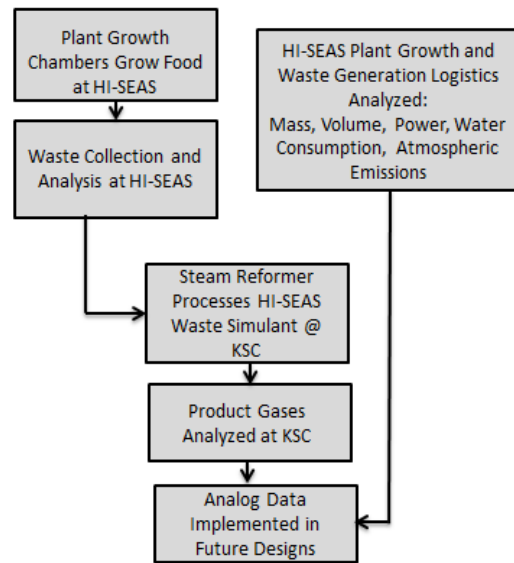 Plant Growth
Chambers Grow Food
at HI-SEAS
Waste Collection and
Analysis at HI-SEAS
HI-SEAS Plant Growth and
Waste Generation Logistics
Analyzed:
Mass, Volume, Power, Water
Consumption, Atmospheric
Emissions
Steam Reformer
Processes HI-SEAS
Waste Simulant @
KSC
Product Gases
Analyzed at KSC
Analog Data
Implemented in
Future Designs